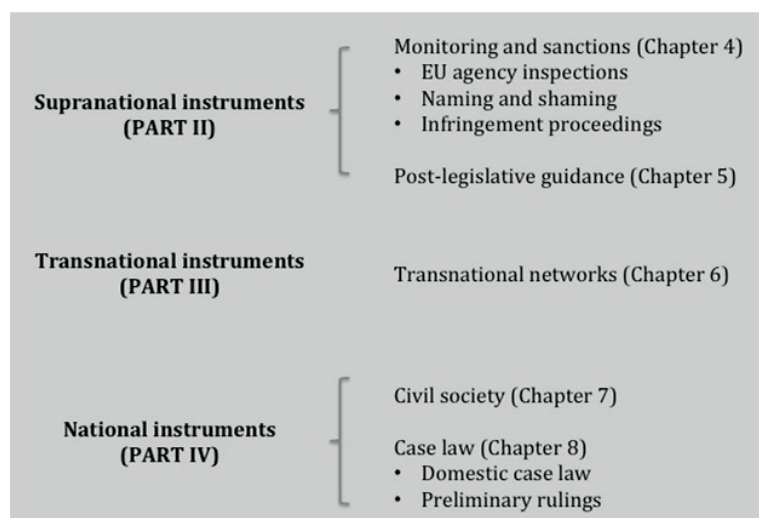 Supranational instruments
(PART II)
Monitoring and sanctions (Chapter 4)
• EU agency inspections
• Naming and shaming
• Infringement proceedings
Post-legislative guidance (Chapter 5)
Transnational instruments
(PART III)
Transnational networks (Chapter 6)
National instruments
(PART IV)
Civil society (Chapter 7)
Case law (Chapter 8)
• Domestic case law
• Preliminary rulings